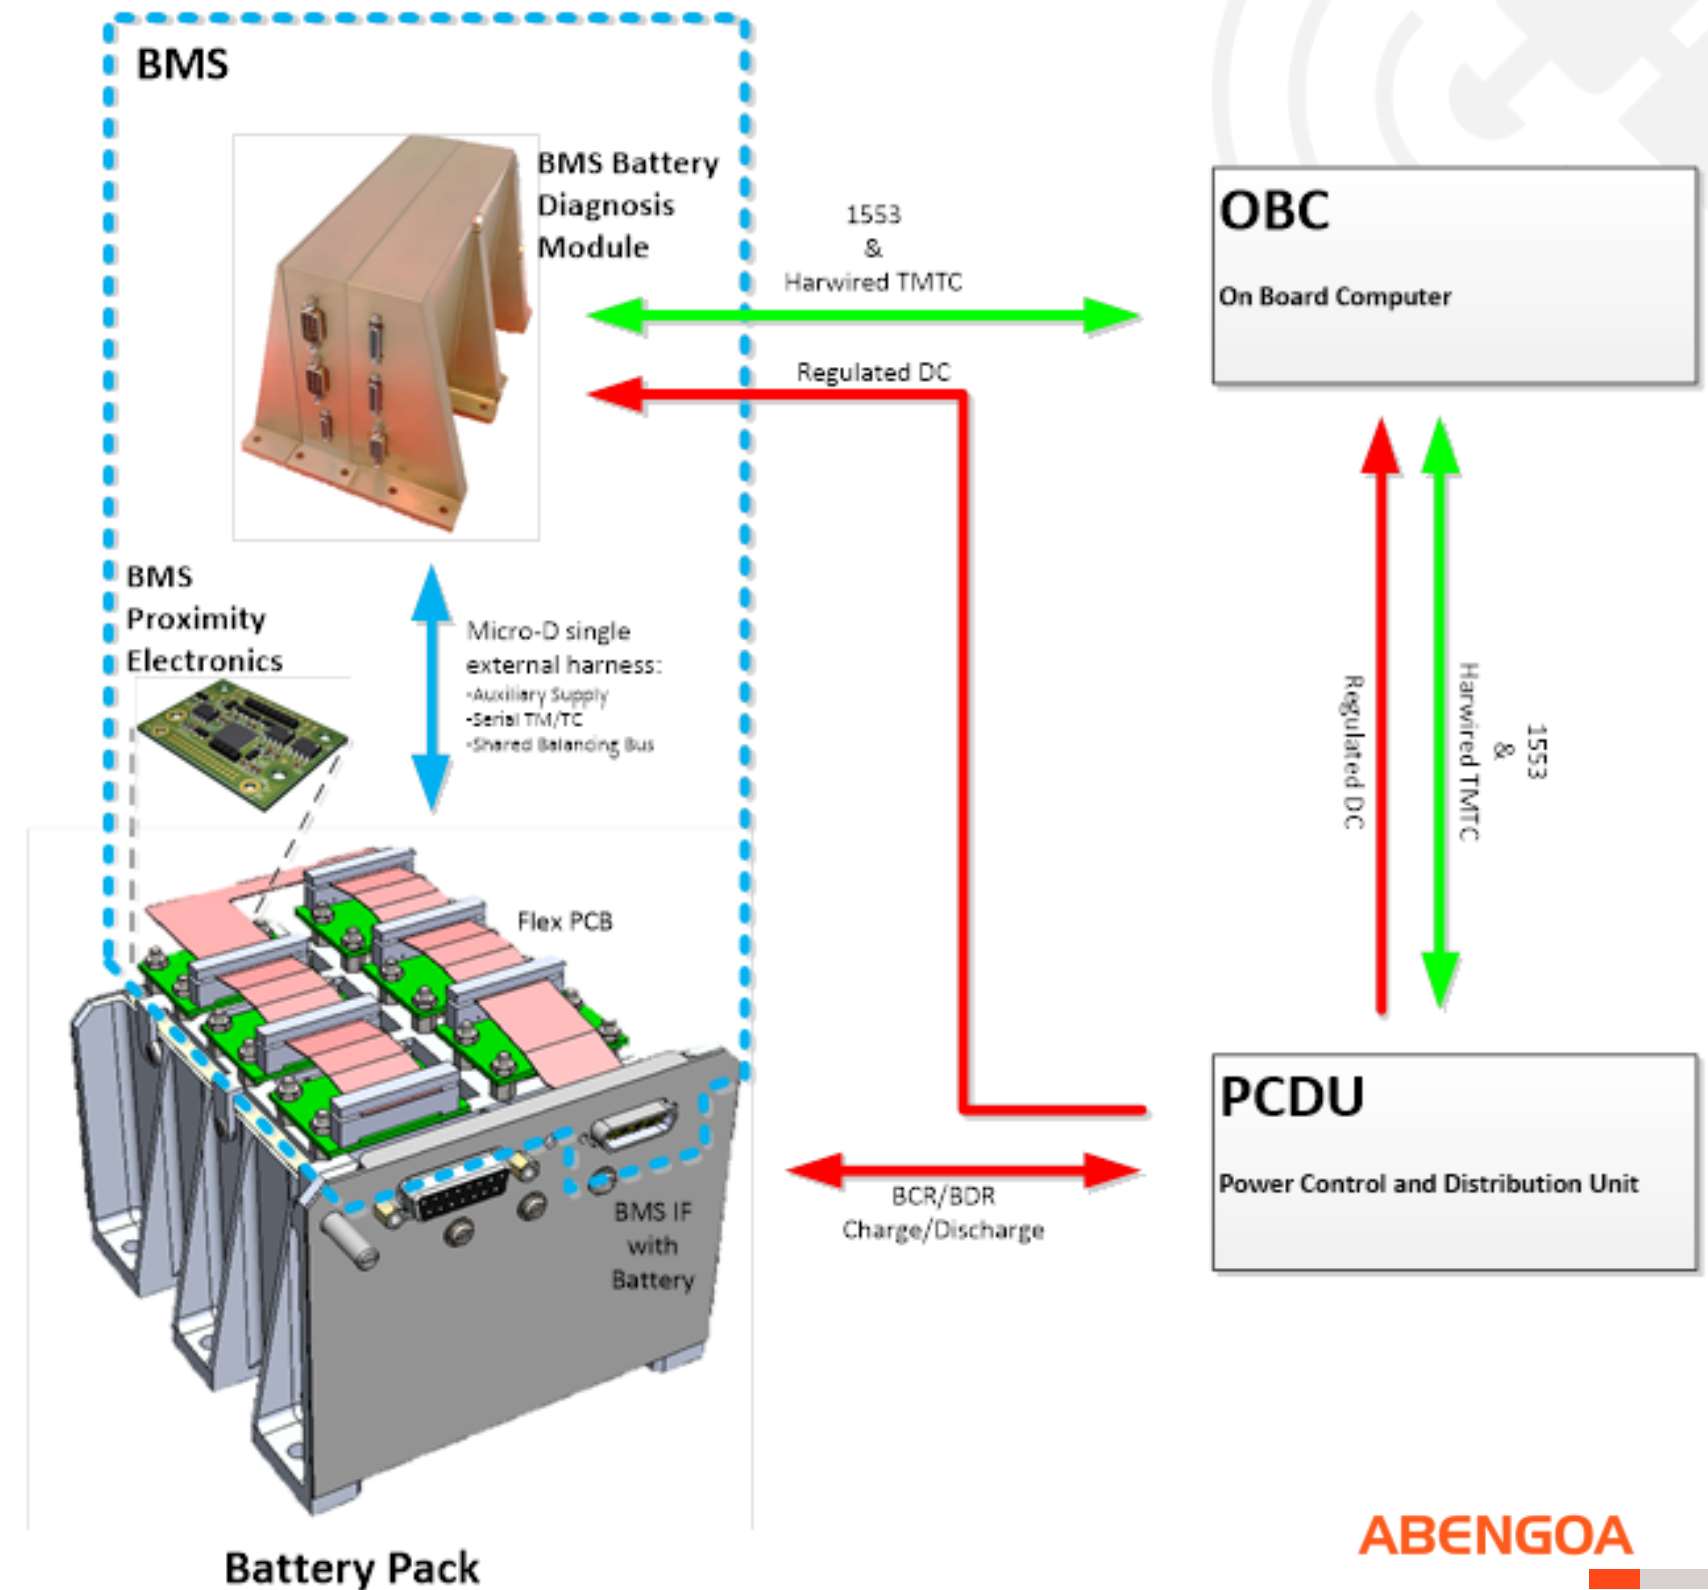 BMS
BMS Battery
Diagnosis
Module
1553
&
Harwired TMTC
Regulated DC
OBC
On Board Computer
BMS
Proximity
Electronics
Micro-D single
external harness:
-Auxiliary Supply
-Serial TM/TC
-Shared Balancing Bus
Regulated DC
1553
&
Harwired TMTC
Flex PCB
PCDU
Power Control and Distribution Unit
BCR/BDR
Charge/Discharge
BMS IF
with
Battery
Battery Pack
ABENGOA